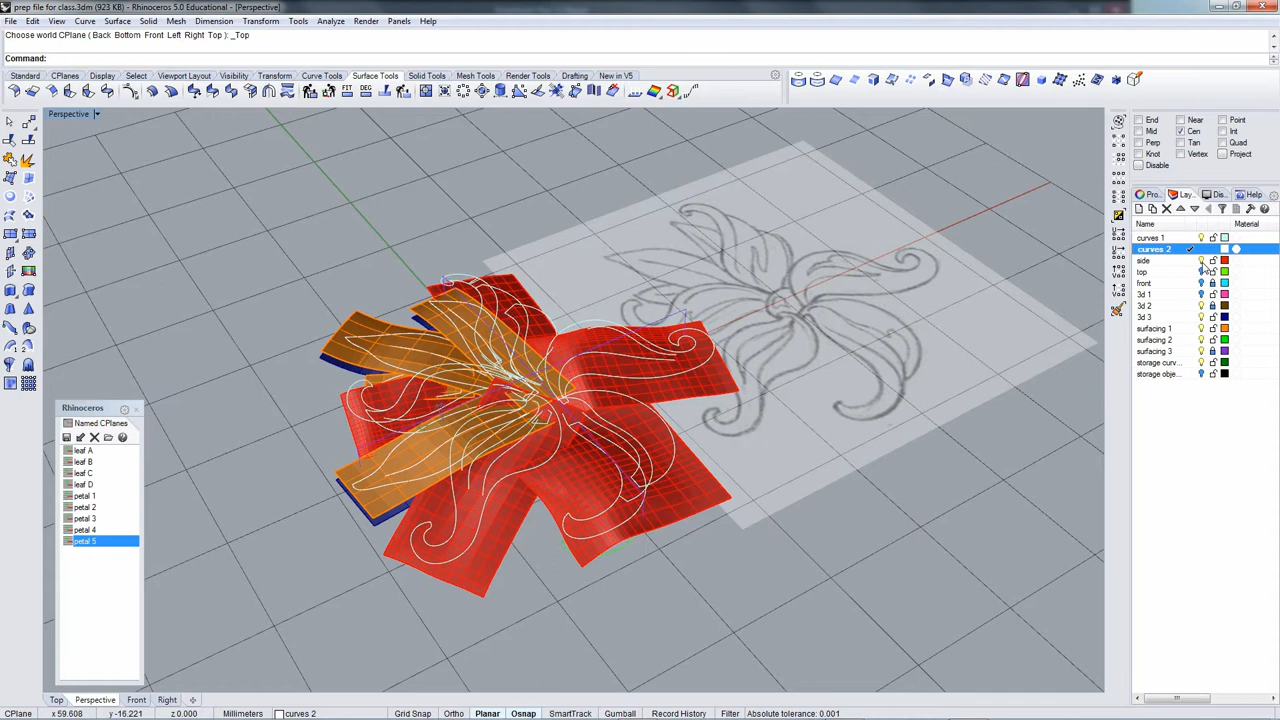 prep file for class.3dm (923 KB) - Rhinoceros 5.0 Educational - [Perspective]
File Edit View Curve Surface Solid Mesh Dimension Transform Tools Analyze Render Panels Help
Choose world CPlane ( Back Bottom Front Left Right Top ): _Top
Command:
Standard CPlanes Display Select Viewport Layout Visibility Transform Curve Tools Surface Tools Solid Tools Mesh Tools Render Tools Drafting New in V5
FIT DEG
Perspective
End Near Point
Mid Cen Int
Perp Tan Quad
Knot Vertex Project
Disable
Pro... Lay... Dis... Help
Name Material
curves 1
curves 2
side
top
front
3d 1
3d 2
3d 3
surfacing 1
surfacing 2
surfacing 3
storage curv...
storage obje...
Rhinoceros
Named CPlanes
leaf A
leaf B
leaf C
leaf D
petal 1
petal 2
petal 3
petal 4
petal 5
Top Perspective Front Right
CPlane x 59.608 y -16.221 z 0.000 Millimeters curves 2 Grid Snap Ortho Planar Osnap SmartTrack Gumball Record History Filter Absolute tolerance: 0.001